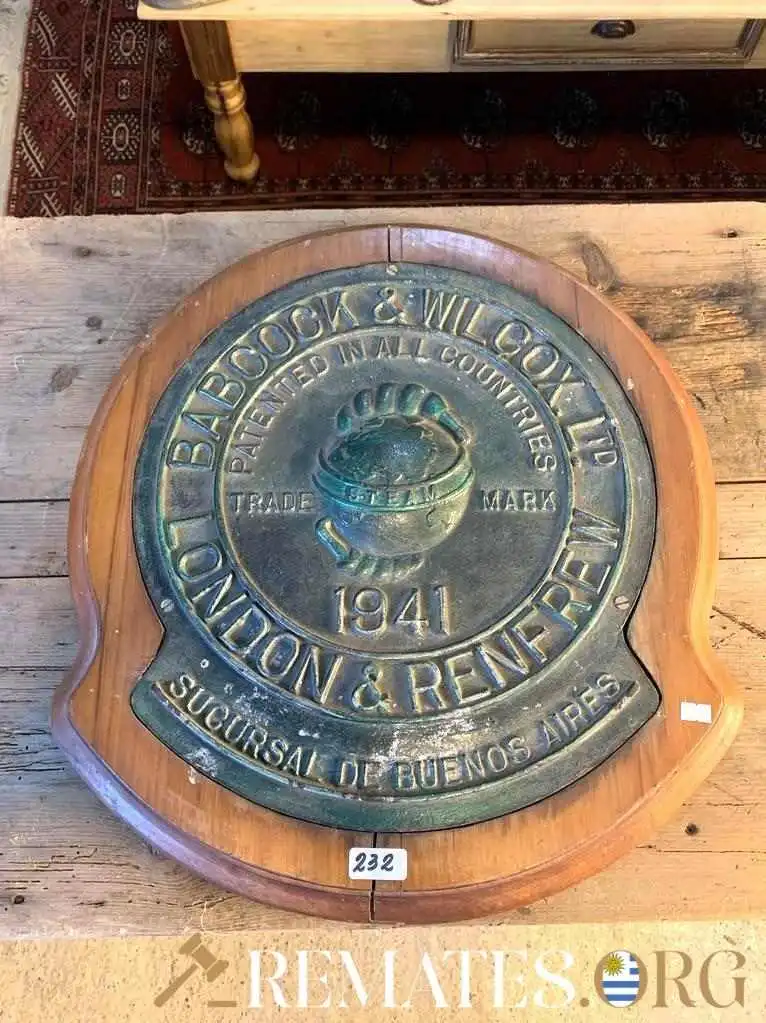 BABCOCK & WILCOX. LTD
PATENTED IN ALL COUNTRIES
STEAM
TRADE MARK
1941
LONDON & RENFREW
SUCURSAL DE BUENOS AIRES
232
REMATES.ORG